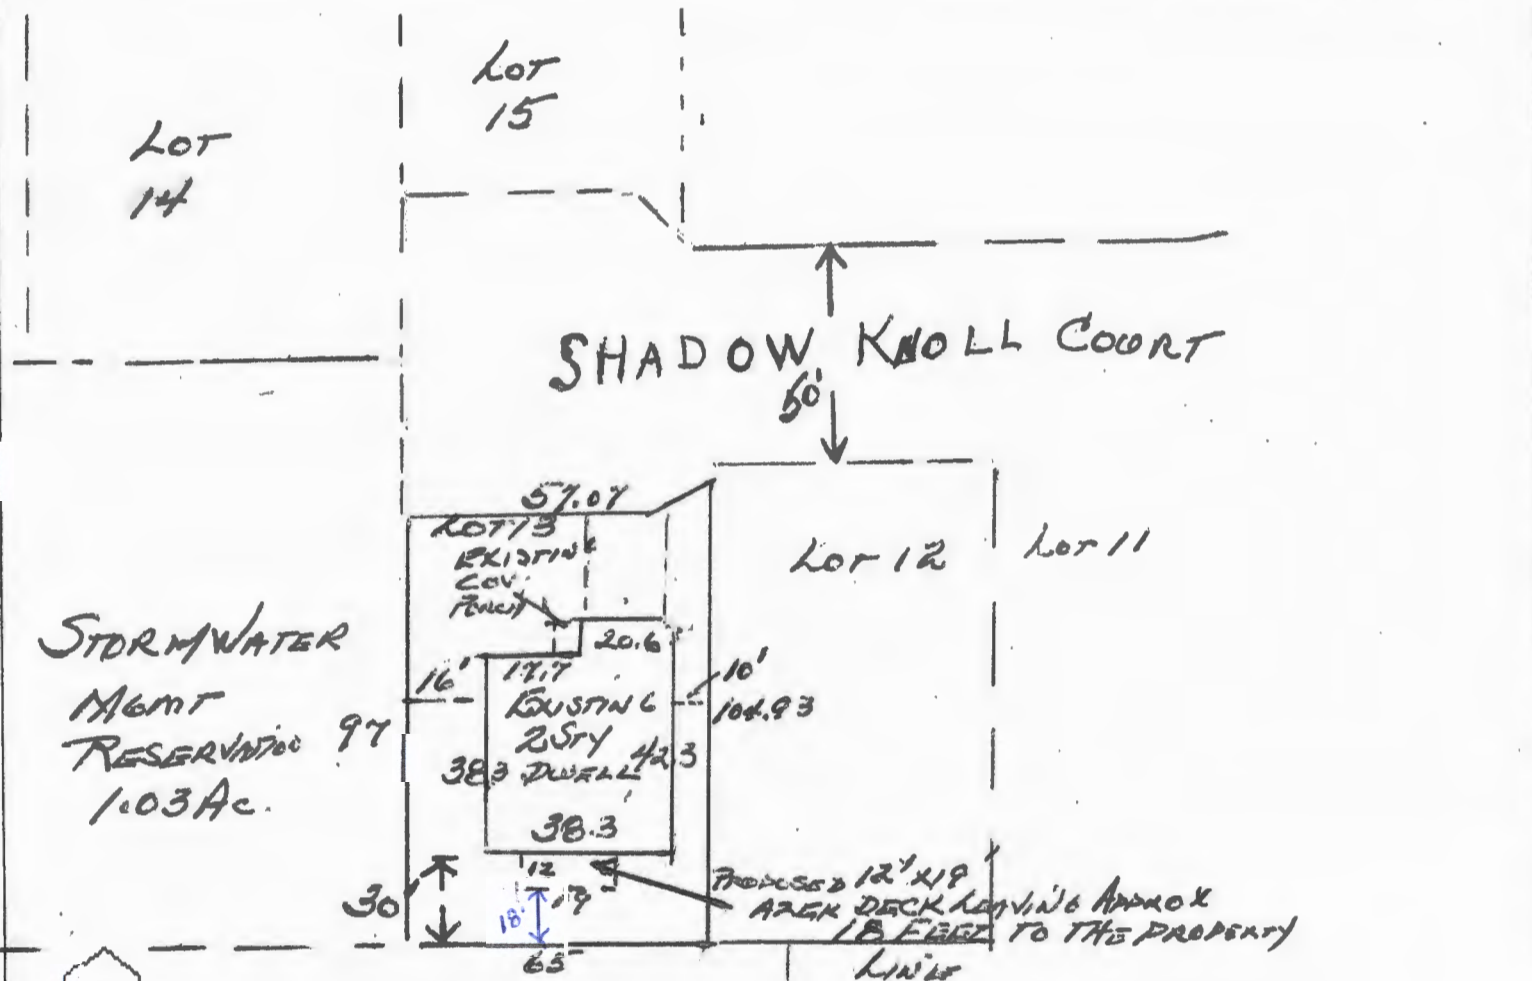 LOT
15
LOT
14
SHADOW KNOLL COURT
50'
57.07
LOT 13
EXISTING
COV.
PORCH
LOT 12
LOT 11
20.6
17.7
16'
10'
104.93
EXISTING
2 STY
DWELL
38.3
42.3
38.3
STORMWATER
MGMT
RESERVATION
1.03 AC.
97
12
19
30
18'
65
PROPOSED 12'X19'
AZEK DECK LEAVING APPROX
18 FEET TO THE PROPERTY
LINE